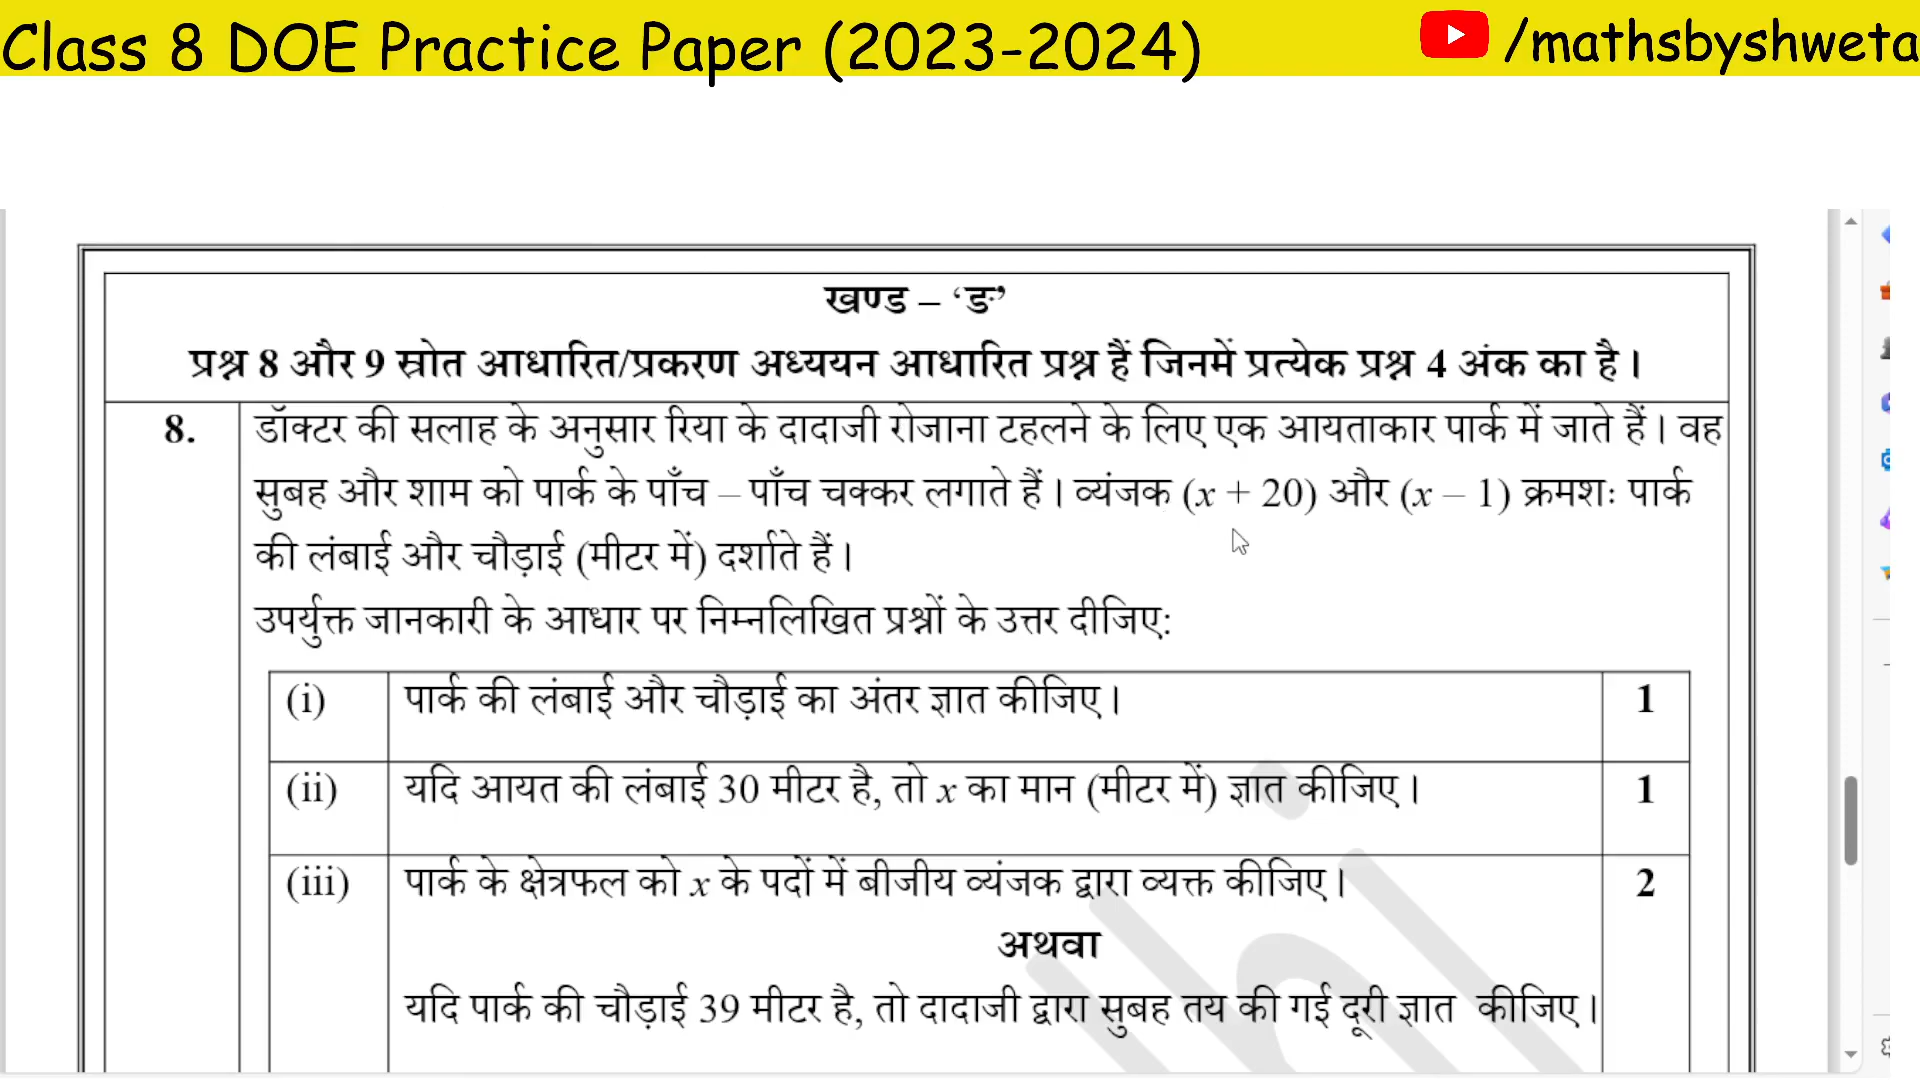 Class 8 DOE Practice Paper (2023-2024)
/mathsbyshweta
खण्ड – ‘ङ’
प्रश्न 8 और 9 स्रोत आधारित/प्रकरण अध्ययन आधारित प्रश्न हैं जिनमें प्रत्येक प्रश्न 4 अंक का है।
8. डॉक्टर की सलाह के अनुसार रिया के दादाजी रोजाना टहलने के लिए एक आयताकार पार्क में जाते हैं। वह
सुबह और शाम को पार्क के पाँच – पाँच चक्कर लगाते हैं। व्यंजक (x + 20) और (x – 1) क्रमशः पार्क
की लंबाई और चौड़ाई (मीटर में) दर्शाते हैं।
उपर्युक्त जानकारी के आधार पर निम्नलिखित प्रश्नों के उत्तर दीजिए:
(i) पार्क की लंबाई और चौड़ाई का अंतर ज्ञात कीजिए। 1
(ii) यदि आयत की लंबाई 30 मीटर है, तो x का मान (मीटर में) ज्ञात कीजिए। 1
(iii) पार्क के क्षेत्रफल को x के पदों में बीजीय व्यंजक द्वारा व्यक्त कीजिए। 2
अथवा
यदि पार्क की चौड़ाई 39 मीटर है, तो दादाजी द्वारा सुबह तय की गई दूरी ज्ञात कीजिए।